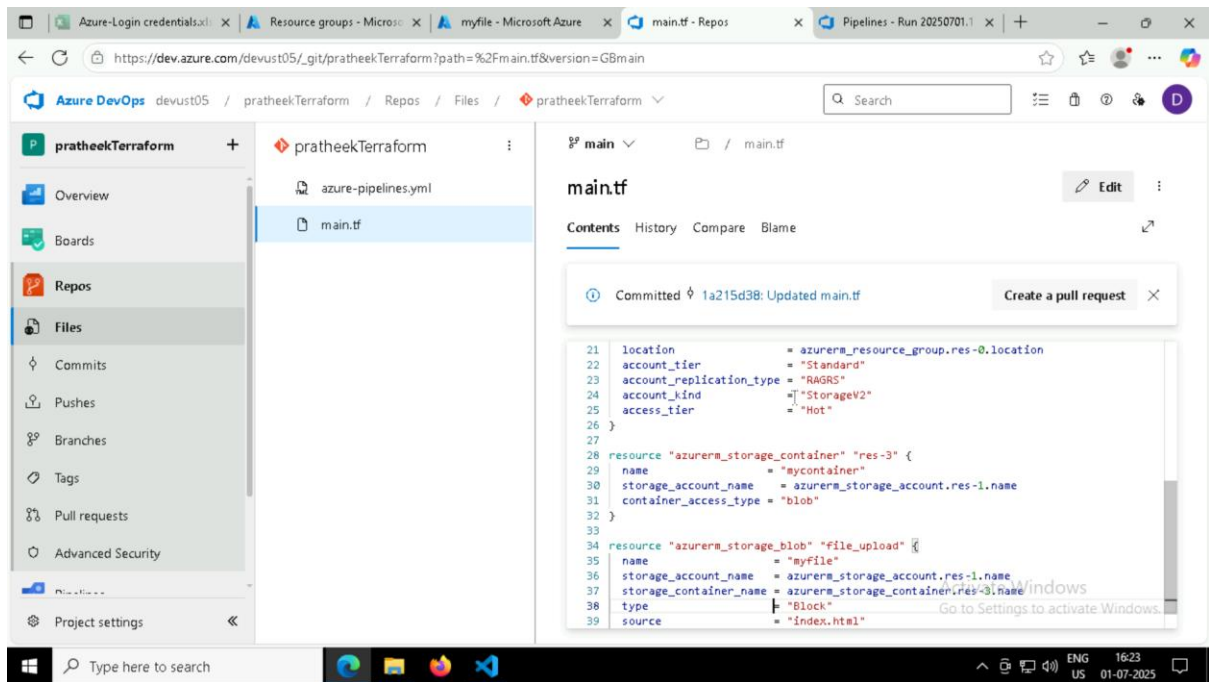 Azure-Login credentials.xl
Resource groups - Microso
myfile - Microsoft Azure
main.tf - Repos
Pipelines - Run 20250701.1
https://dev.azure.com/devust05/_git/pratheekTerraform?path=%2Fmain.tf&version=GBmain
Azure DevOps devust05 / pratheekTerraform / Repos / Files / pratheekTerraform
Search
D
P pratheekTerraform
Overview
Boards
Repos
Files
Commits
Pushes
Branches
Tags
Pull requests
Advanced Security
Pipelines
Project settings
pratheekTerraform
azure-pipelines.yml
main.tf
main / main.tf
main.tf
Edit
Contents History Compare Blame
Committed 1a215d38: Updated main.tf
Create a pull request
21 location = azurerm_resource_group.res-0.location
22 account_tier = "Standard"
23 account_replication_type = "RAGRS"
24 account_kind = "StorageV2"
25 access_tier = "Hot"
26 }
27
28 resource "azurerm_storage_container" "res-3" {
29 name = "mycontainer"
30 storage_account_name = azurerm_storage_account.res-1.name
31 container_access_type = "blob"
32 }
33
34 resource "azurerm_storage_blob" "file_upload" {
35 name = "myfile"
36 storage_account_name = azurerm_storage_account.res-1.name
37 storage_container_name = azurerm_storage_container.res-3.name
38 type = "Block"
39 source = "index.html"
Activate Windows
Go to Settings to activate Windows.
Type here to search
ENG
US
16:23
01-07-2025